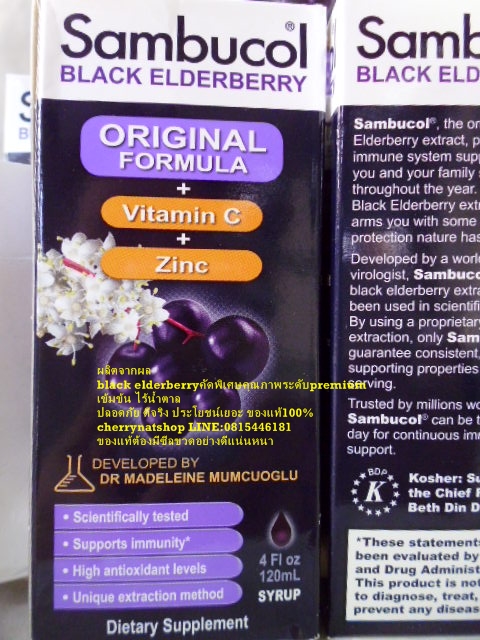 Sambucol®
BLACK ELDERBERRY
ORIGINAL
FORMULA
+
Vitamin C
+
Zinc
ผลิตจากผล
black elderberryคัดพิเศษคุณภาพระดับpremium
เข้มข้น ไร้น้ำตาล
ปลอดภัย ดีจริง ประโยชน์เยอะ ของแท้100%
cherrynatshop LINE:0815446181
ของแท้ต้องมีซีลขวดอย่างดีแน่นหนา
DEVELOPED BY
DR MADELEINE MUMCUOGLU
• Scientifically tested
• Supports immunity*
• High antioxidant levels
• Unique extraction method
4 Fl oz
120mL
SYRUP
Dietary Supplement
Samb
BLACK ELD
Sambucol®, the or
Elderberry extract, p
immune system supp
you and your family
throughout the year.
Black Elderberry extr
arms you with some
protection nature has
Developed by a world
virologist, Sambuco
black elderberry extra
been used in scientifi
By using a proprietary
extraction, only Sam
guarantee consistent,
supporting properties
serving.
Trusted by millions wo
Sambucol® can be t
day for continuous imm
support.
B.D.P.
K
Kosher: Su
the Chief R
Beth Din D
*These statements
been evaluated by
and Drug Administ
This product is not
to diagnose, treat,
prevent any diseas